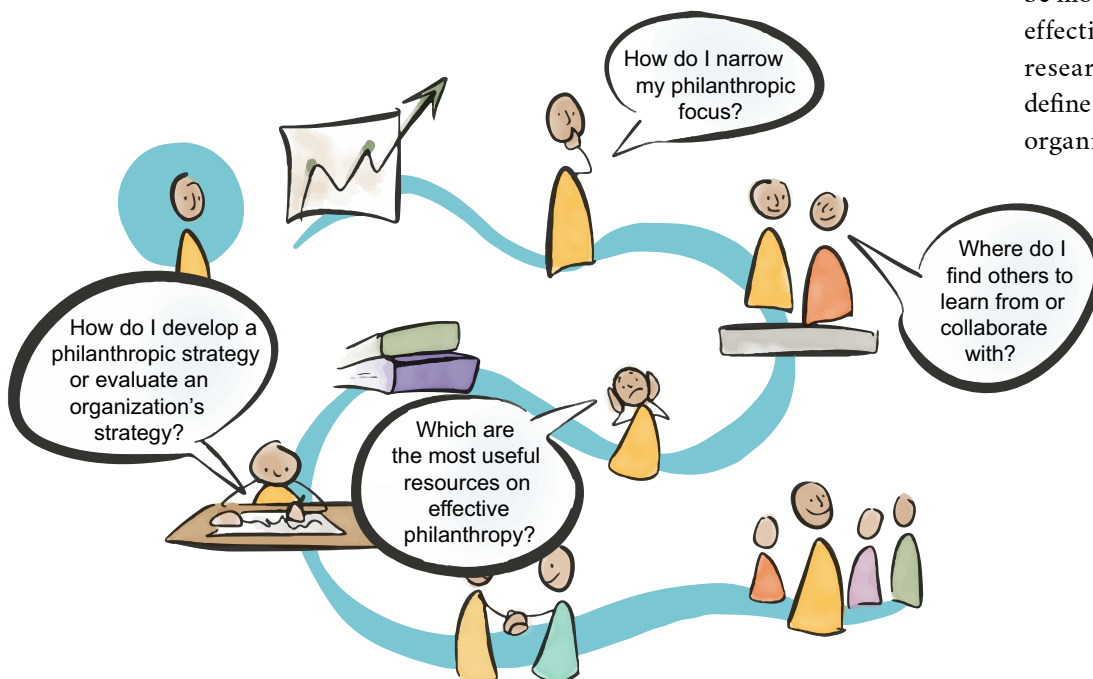 effecti
resear
define
organi
How do I narrow
my philanthropic
focus?
Where do I
find others to
learn from or
collaborate
with?
How do I develop a
philanthropic strategy
or evaluate an
organization's
strategy?
Which are
the most useful
resources on
effective
philanthropy?